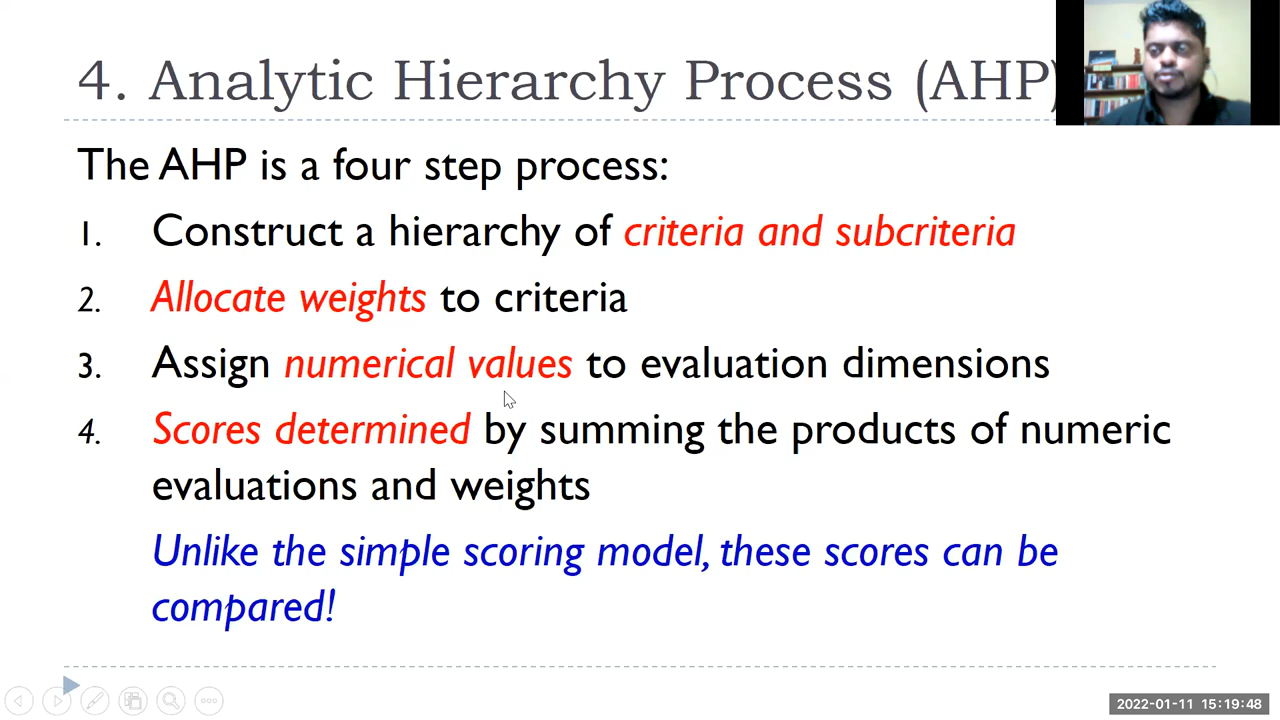 4. Analytic Hierarchy Process (AHP)
The AHP is a four step process:
1. Construct a hierarchy of criteria and subcriteria
2. Allocate weights to criteria
3. Assign numerical values to evaluation dimensions
4. Scores determined by summing the products of numeric
evaluations and weights
Unlike the simple scoring model, these scores can be
compared!
2022-01-11 15:19:48